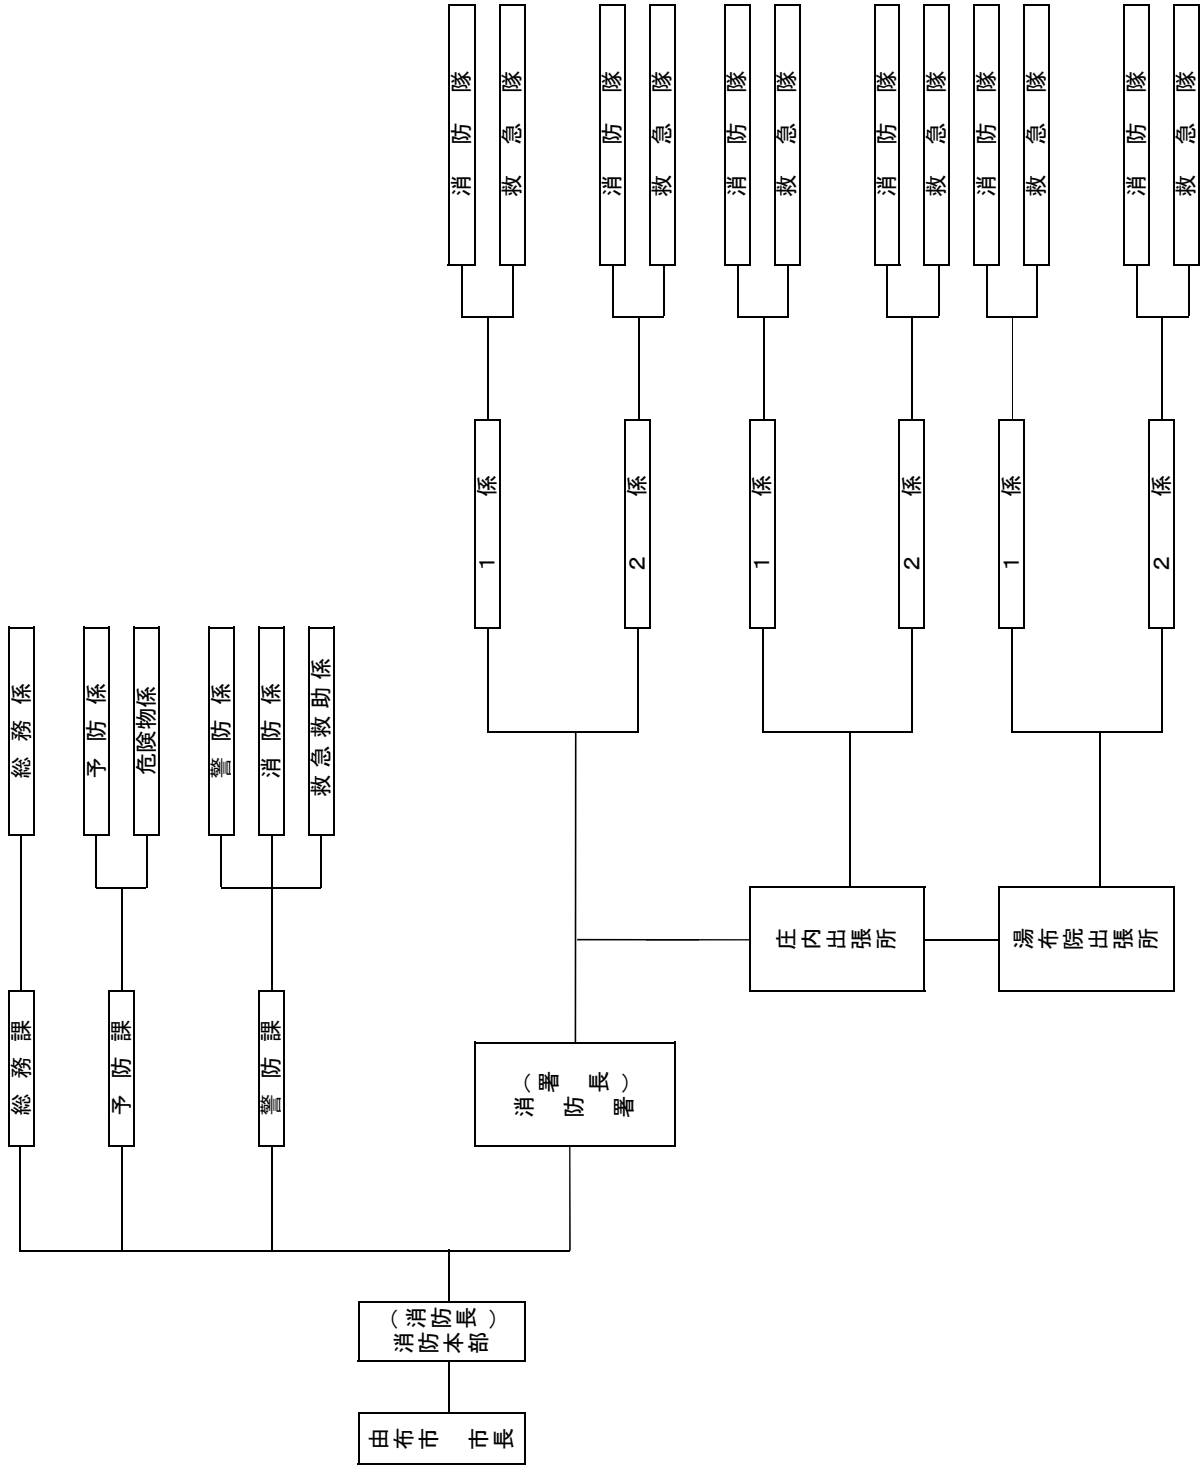 由布市 市長
消防本部
(消防長)
総務課
総務係
予防課
予防係
危険物係
警防課
警防係
消防係
救急救助係
消防署
(署長)
1係
消防隊
救急隊
2係
消防隊
救急隊
庄内出張所
1係
消防隊
救急隊
2係
消防隊
救急隊
湯布院出張所
1係
消防隊
救急隊
2係
消防隊
救急隊